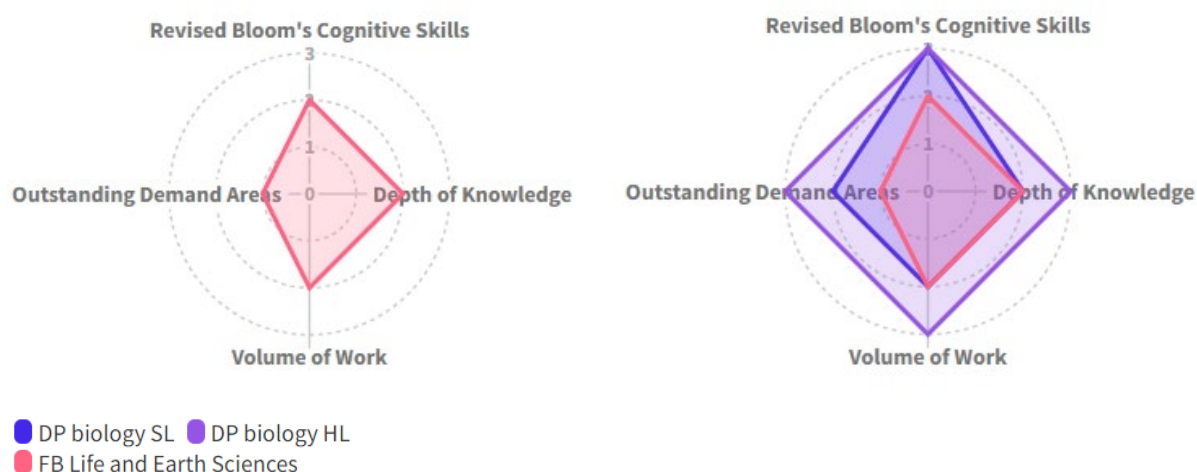 Revised Bloom's Cognitive Skills
3
2
1
Outstanding Demand Areas
0
Depth of Knowledge
Volume of Work
Revised Bloom's Cognitive Skills
3
2
1
Outstanding Demand Areas
0
Depth of Knowledge
Volume of Work
DP biology SL DP biology HL
FB Life and Earth Sciences